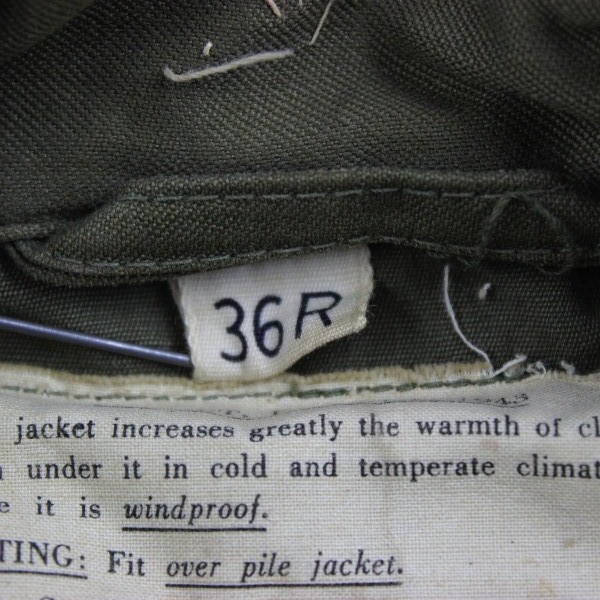 36R
jacket increases greatly the warmth of
under it in cold and temperate
it is windproof.
TING: Fit over pile jacket.